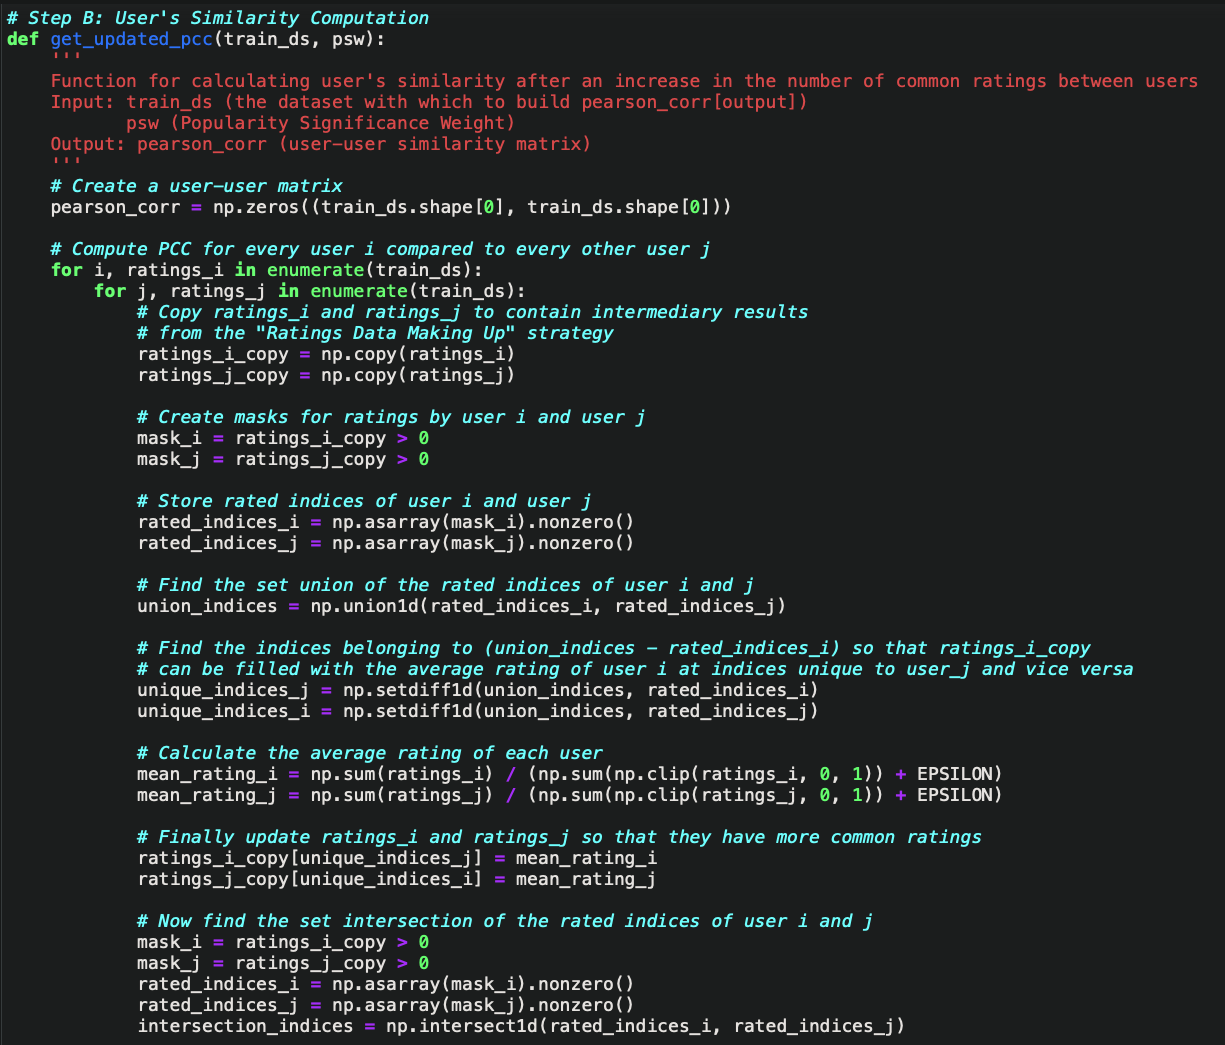 # Step B: User's Similarity Computation
def get_updated_pcc(train_ds, psw):
    '''
    Function for calculating user's similarity after an increase in the number of common ratings between users
    Input: train_ds (the dataset with which to build pearson_corr[output])
           psw (Popularity Significance Weight)
    Output: pearson_corr (user-user similarity matrix)
    '''
    # Create a user-user matrix
    pearson_corr = np.zeros((train_ds.shape[0], train_ds.shape[0]))

    # Compute PCC for every user i compared to every other user j
    for i, ratings_i in enumerate(train_ds):
        for j, ratings_j in enumerate(train_ds):
            # Copy ratings_i and ratings_j to contain intermediary results
            # from the "Ratings Data Making Up" strategy
            ratings_i_copy = np.copy(ratings_i)
            ratings_j_copy = np.copy(ratings_j)

            # Create masks for ratings by user i and user j
            mask_i = ratings_i_copy > 0
            mask_j = ratings_j_copy > 0

            # Store rated indices of user i and user j
            rated_indices_i = np.asarray(mask_i).nonzero()
            rated_indices_j = np.asarray(mask_j).nonzero()

            # Find the set union of the rated indices of user i and j
            union_indices = np.union1d(rated_indices_i, rated_indices_j)

            # Find the indices belonging to (union_indices - rated_indices_i) so that ratings_i_copy
            # can be filled with the average rating of user i at indices unique to user_j and vice versa
            unique_indices_j = np.setdiff1d(union_indices, rated_indices_i)
            unique_indices_i = np.setdiff1d(union_indices, rated_indices_j)

            # Calculate the average rating of each user
            mean_rating_i = np.sum(ratings_i) / (np.sum(np.clip(ratings_i, 0, 1)) + EPSILON)
            mean_rating_j = np.sum(ratings_j) / (np.sum(np.clip(ratings_j, 0, 1)) + EPSILON)

            # Finally update ratings_i and ratings_j so that they have more common ratings
            ratings_i_copy[unique_indices_j] = mean_rating_i
            ratings_j_copy[unique_indices_i] = mean_rating_j

            # Now find the set intersection of the rated indices of user i and j
            mask_i = ratings_i_copy > 0
            mask_j = ratings_j_copy > 0
            rated_indices_i = np.asarray(mask_i).nonzero()
            rated_indices_j = np.asarray(mask_j).nonzero()
            intersection_indices = np.intersect1d(rated_indices_i, rated_indices_j)